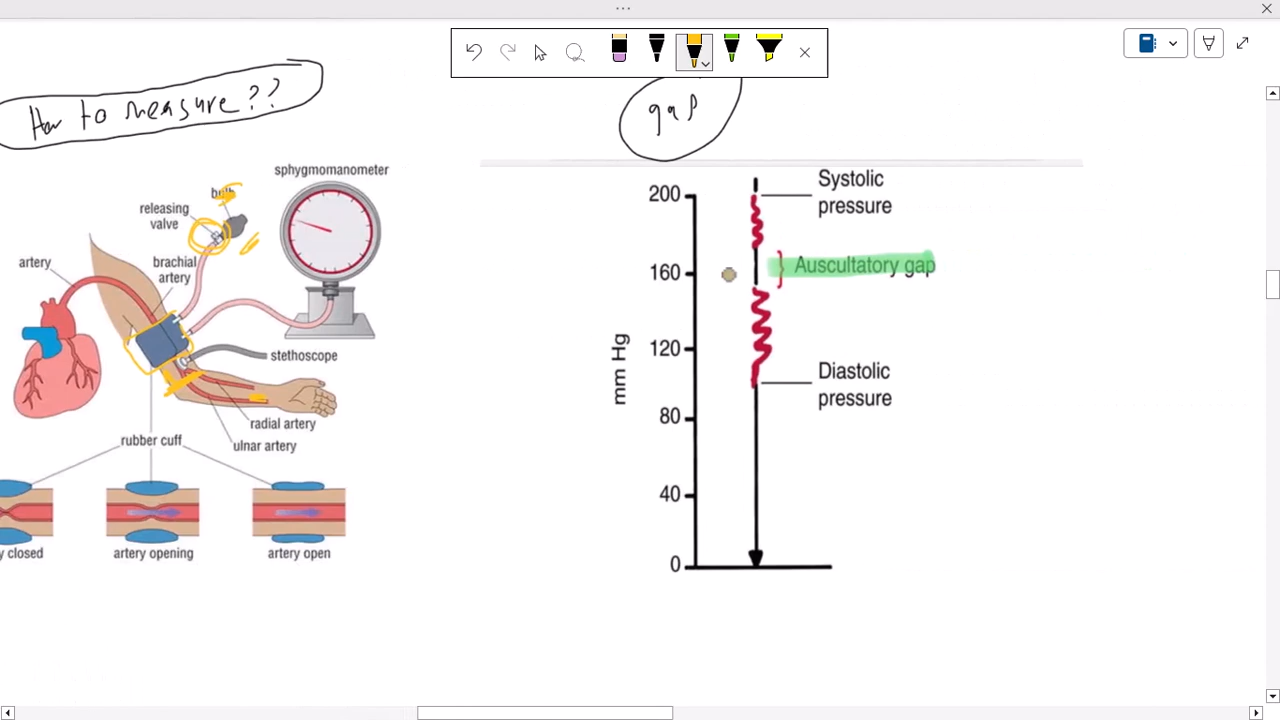 How to measure??
gap
sphygmomanometer
bulb
releasing
valve
brachial
artery
artery
stethoscope
radial artery
ulnar artery
rubber cuff
y closed
artery opening
artery open
200
160
120
80
40
0
mm Hg
Systolic
pressure
Auscultatory gap
Diastolic
pressure